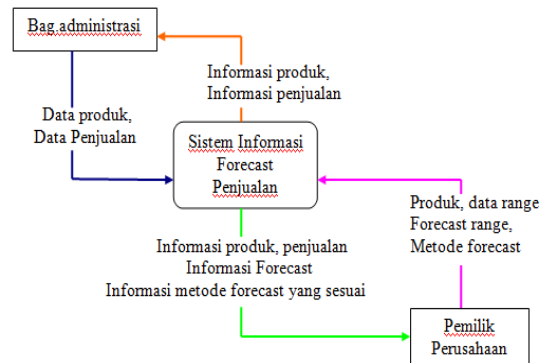 Bag.administrasi
Informasi produk,
Informasi penjualan
Data produk,
Data Penjualan
Sistem Informasi
Forecast
Penjualan
Produk, data range
Forecast range,
Metode forecast
Informasi produk, penjualan
Informasi Forecast
Informasi metode forecast yang sesuai
Pemilik
Perusahaan